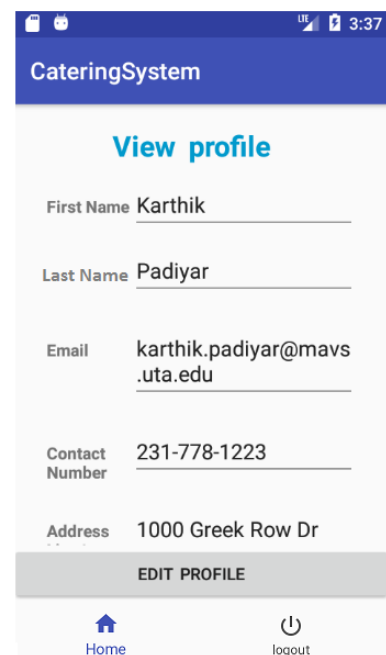 LTE 3:37
CateringSystem
View profile
First Name Karthik
Last Name Padiyar
Email karthik.padiyar@mavs
.uta.edu
Contact 231-778-1223
Number
Address 1000 Greek Row Dr
EDIT PROFILE
Home logout